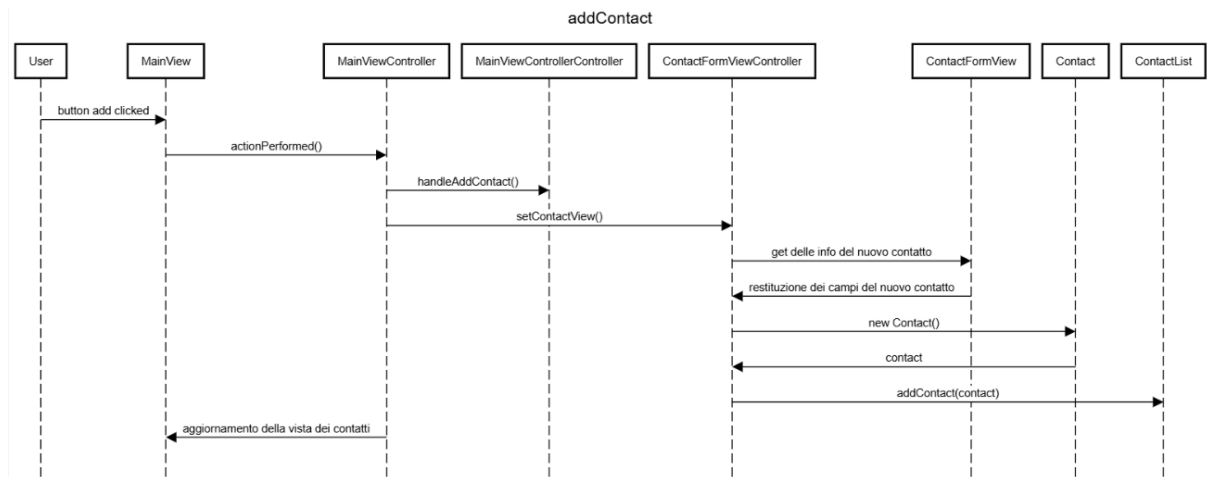 addContact
User
MainView
MainViewController
MainViewControllerController
ContactFormViewController
ContactFormView
Contact
ContactList
button add clicked
actionPerformed()
handleAddContact()
setContactView()
get delle info del nuovo contatto
restituzione dei campi del nuovo contatto
new Contact()
contact
addContact(contact)
aggiornamento della vista dei contatti